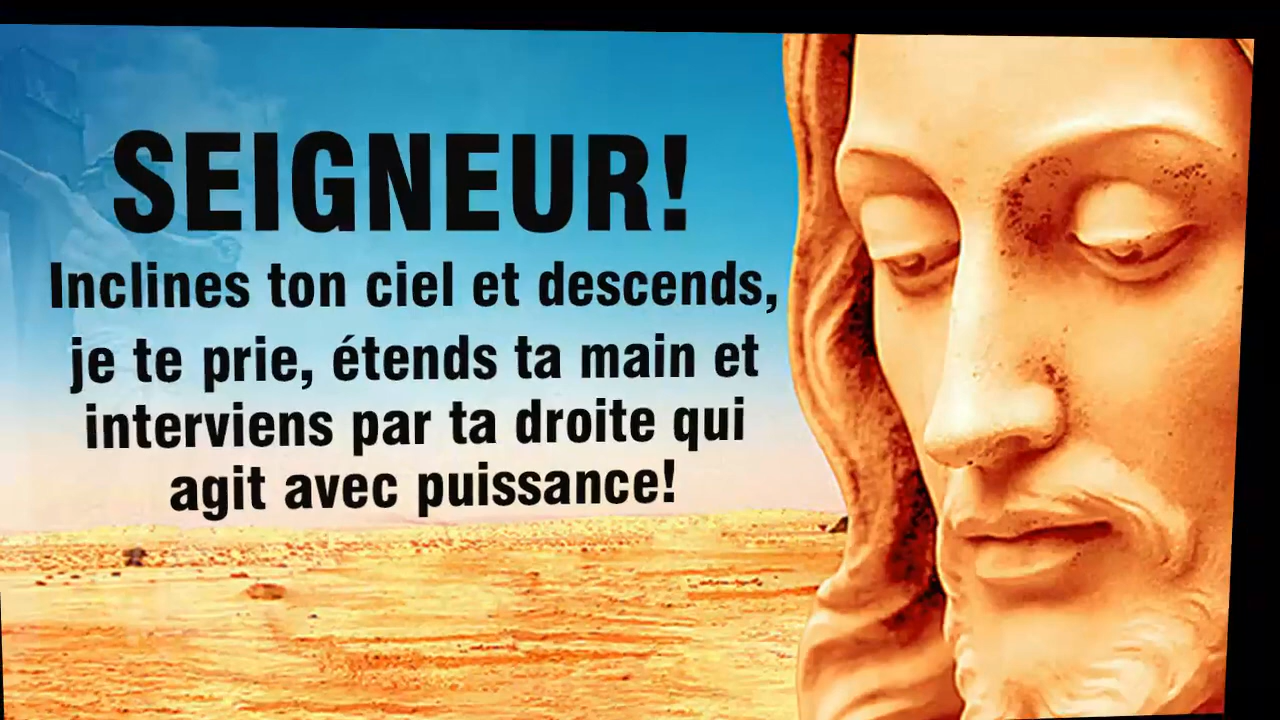 SEIGNEUR!
Inclines ton ciel et descends,
je te prie, étends ta main et
interviens par ta droite qui
agit avec puissance!